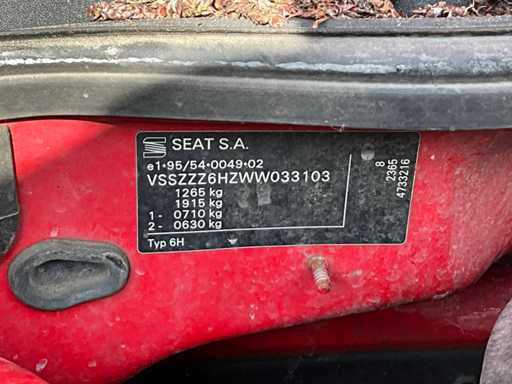 SEAT S.A.
e1•95/54•0049•02
VSSZZZ6HZWW033103
1265 kg
1915 kg
1- 0710 kg
2- 0630 kg
Typ 6H
8
2365
4733216